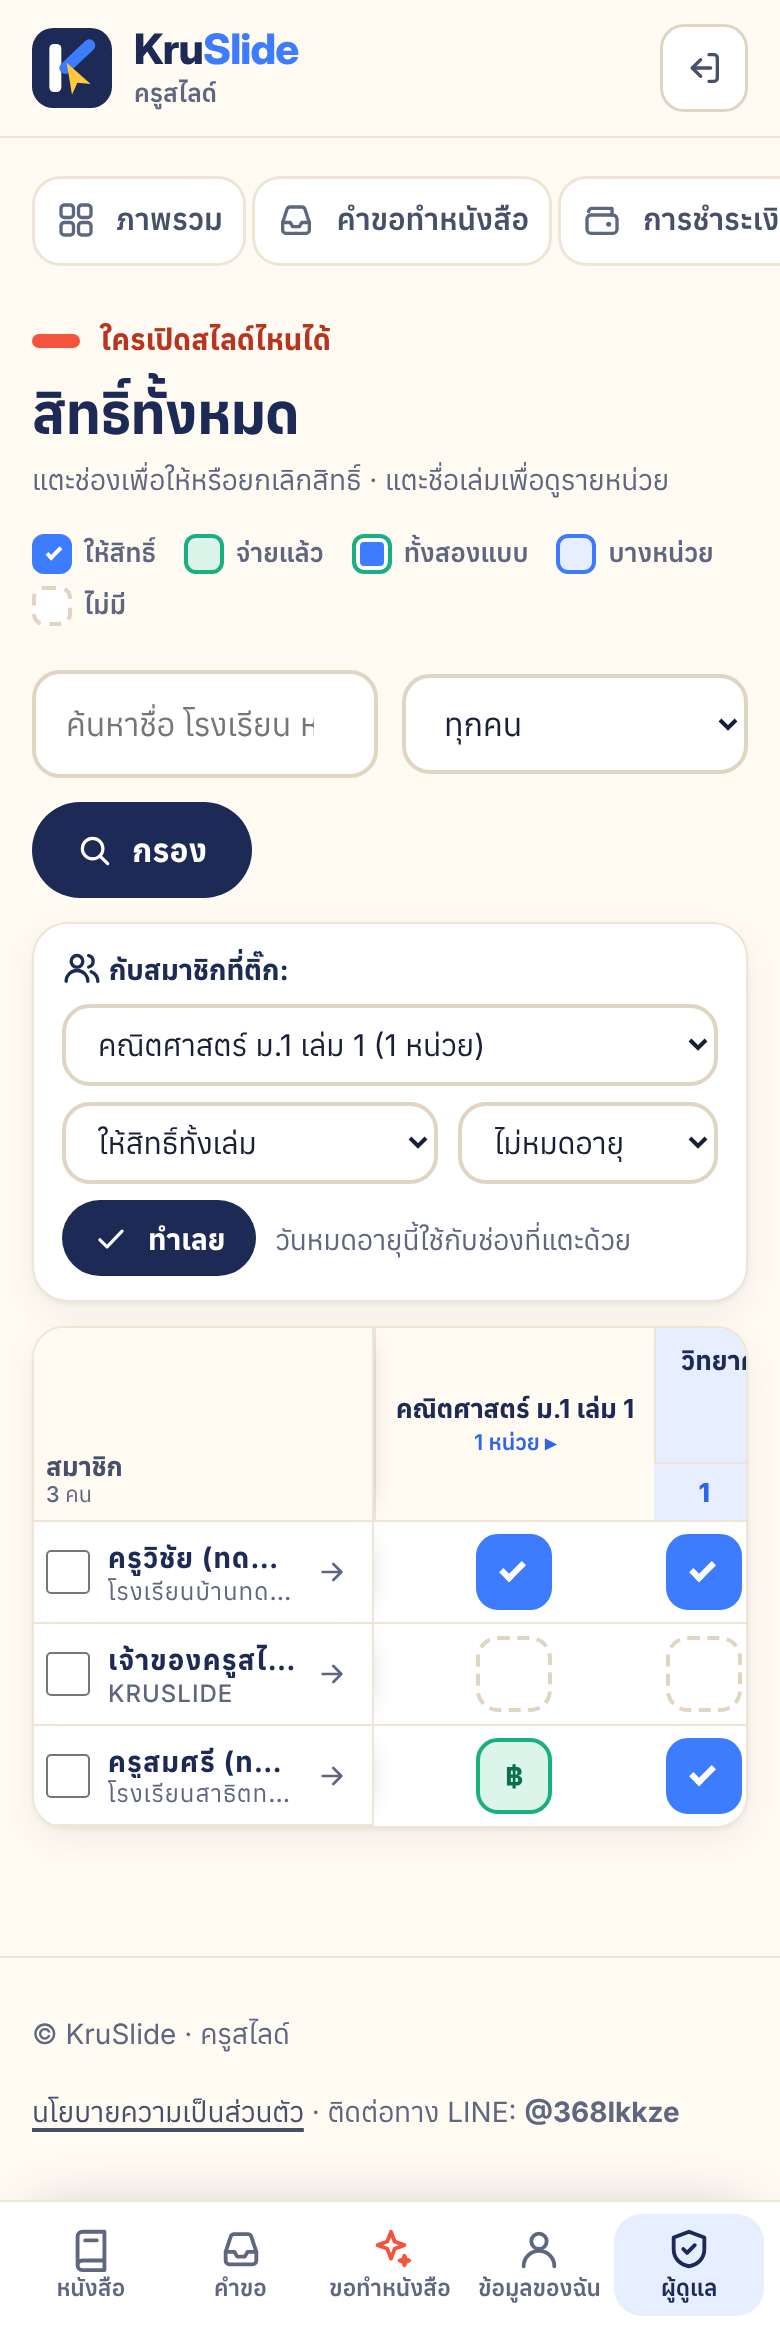 KruSlide
ครูสไลด์
ภาพรวม
คำขอทำหนังสือ
การชำระเงิ
ใครเปิดสไลด์ไหนได้
สิทธิ์ทั้งหมด
แตะช่องเพื่อให้หรือยกเลิกสิทธิ์ · แตะชื่อเล่มเพื่อดูรายหน่วย
ให้สิทธิ์
จ่ายแล้ว
ทั้งสองแบบ
บางหน่วย
ไม่มี
ค้นหาชื่อ โรงเรียน ห
ทุกคน
กรอง
กับสมาชิกที่ติ๊ก:
คณิตศาสตร์ ม.1 เล่ม 1 (1 หน่วย)
ให้สิทธิ์ทั้งเล่ม
ไม่หมดอายุ
ทำเลย
วันหมดอายุนี้ใช้กับช่องที่แตะด้วย
สมาชิก
3 คน
คณิตศาสตร์ ม.1 เล่ม 1
1 หน่วย ▸
วิทยา
1
ครูวิชัย (ทด...
โรงเรียนบ้านทด...
เจ้าของครูสไ...
KRUSLIDE
ครูสมศรี (ท...
โรงเรียนสาธิตท...
฿
© KruSlide · ครูสไลด์
นโยบายความเป็นส่วนตัว · ติดต่อทาง LINE: @368lkkze
หนังสือ
คำขอ
ขอทำหนังสือ
ข้อมูลของฉัน
ผู้ดูแล